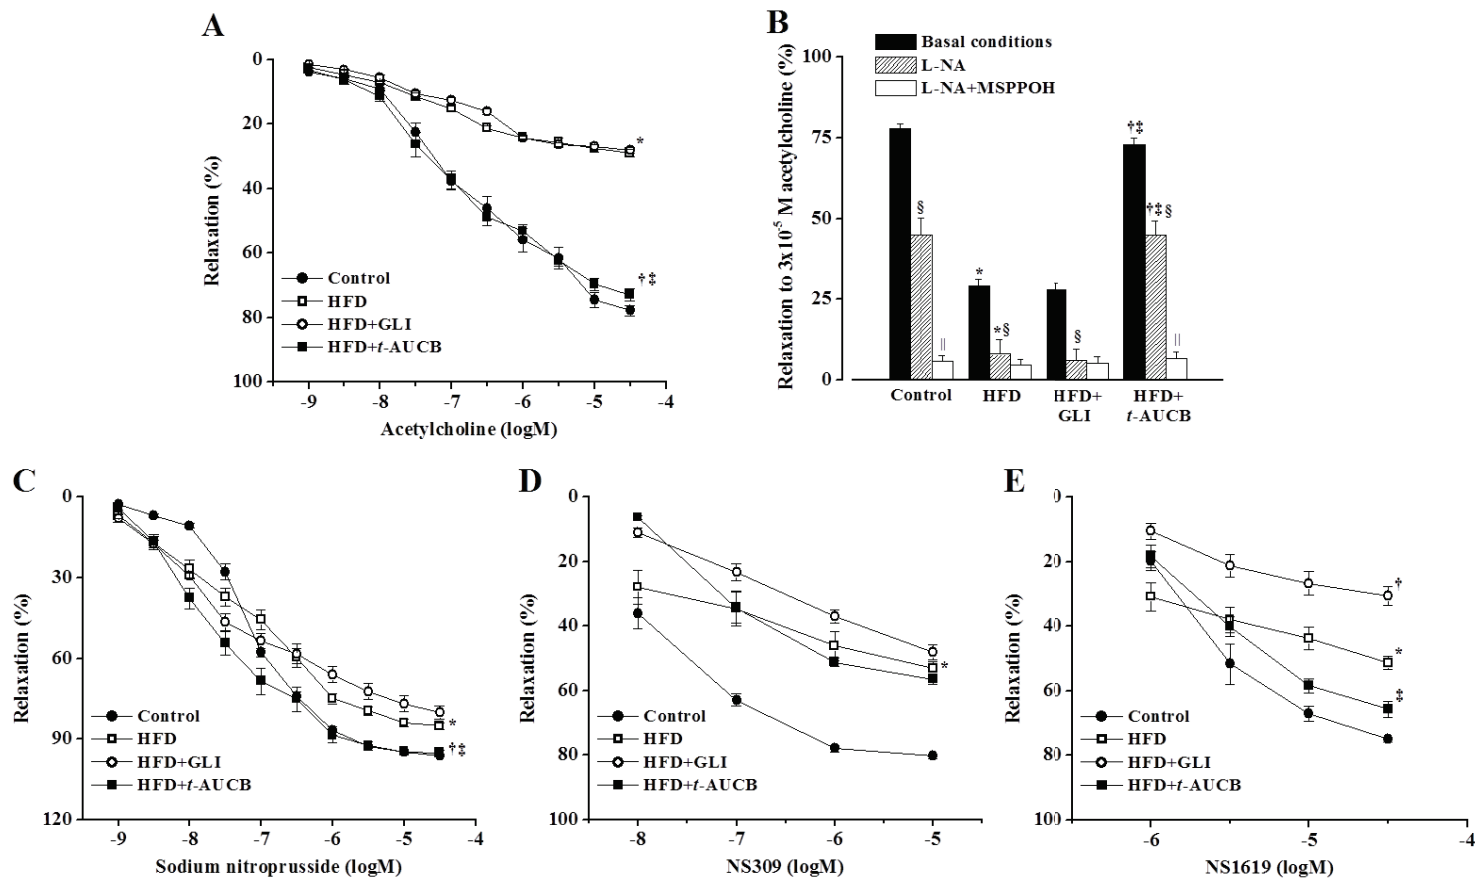 A
0
20
40
60
80
100
Relaxation (%)
*
†‡
Control
HFD
HFD+GLI
HFD+t-AUCB
-9
-8
-7
-6
-5
-4
Acetylcholine (logM)
B
Basal conditions
L-NA
L-NA+MSPPOH
100
75
50
25
0
Relaxation to 3x10⁻⁵ M acetylcholine (%)
§
||
*
*§
§
†‡
†‡§
||
Control
HFD
HFD+
GLI
HFD+
t-AUCB
C
0
30
60
90
120
Relaxation (%)
*
†‡
Control
HFD
HFD+GLI
HFD+t-AUCB
-9
-8
-7
-6
-5
-4
Sodium nitroprusside (logM)
D
0
20
40
60
80
100
Relaxation (%)
*
Control
HFD
HFD+GLI
HFD+t-AUCB
-8
-7
-6
-5
NS309 (logM)
E
0
20
40
60
80
100
Relaxation (%)
†
*
‡
Control
HFD
HFD+GLI
HFD+t-AUCB
-6
-5
-4
NS1619 (logM)